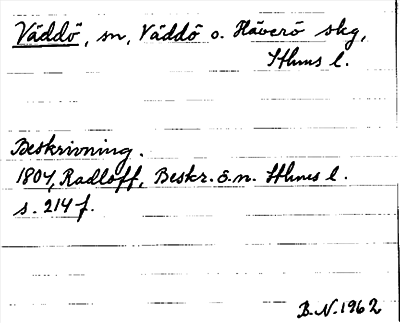 Väddö, sn, Väddö o. Häverö skg,
Sthms l.
Beskrivning.
1804, Radloff, Beskr. ö. n. Sthms l.
s. 214 f.
B.N. 1962